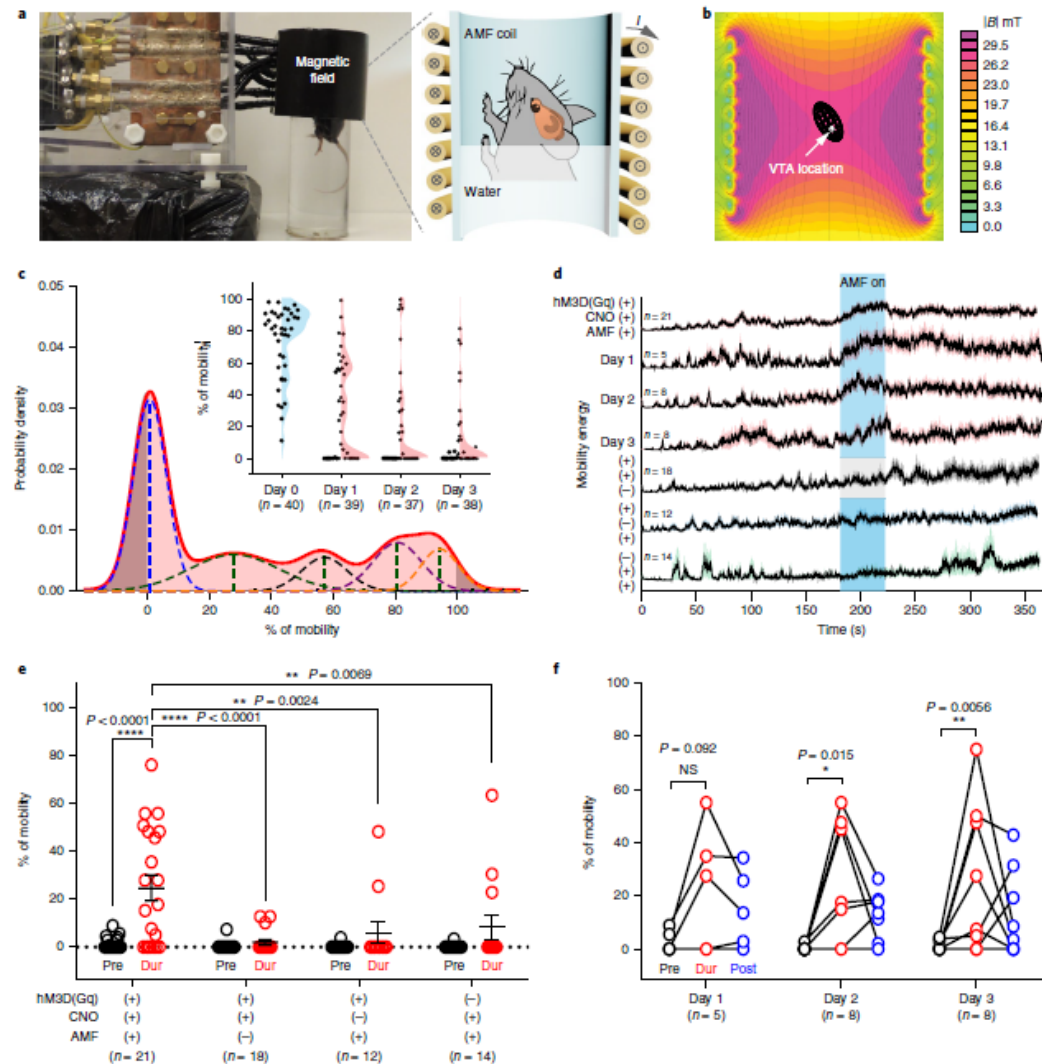 a
Magnetic
field
AMF coil
I
Water
b
VTA location
|B| mT
29.5
26.2
23.0
19.7
16.4
13.1
9.8
6.6
3.3
0.0
c
Probability density
0.05
0.04
0.03
0.02
0.01
0.00
0 20 40 60 80 100
% of mobility
% of mobility
100
80
60
40
20
0
Day 0 Day 1 Day 2 Day 3
(n = 40) (n = 39) (n = 37) (n = 38)
d
AMF on
Mobility energy
hM3D(Gq) (+)
CNO (+)
AMF (+)
n = 21
Day 1
n = 5
Day 2
n = 8
Day 3
n = 8
(+)
(+)
(–)
n = 18
(+)
(–)
(+)
n = 12
(–)
(+)
(+)
n = 14
0 50 100 150 200 250 300 350
Time (s)
e
** P = 0.0069
** P = 0.0024
P < 0.0001 **** P < 0.0001
****
% of mobility
100
80
60
40
20
0
Pre Dur Pre Dur Pre Dur Pre Dur
hM3D(Gq) (+) (+) (+) (–)
CNO (+) (+) (–) (+)
AMF (+) (–) (+) (+)
(n = 21) (n = 18) (n = 12) (n = 14)
f
P = 0.092
NS
P = 0.015
*
P = 0.0056
**
% of mobility
100
80
60
40
20
0
Pre Dur Post
Day 1 Day 2 Day 3
(n = 5) (n = 8) (n = 8)